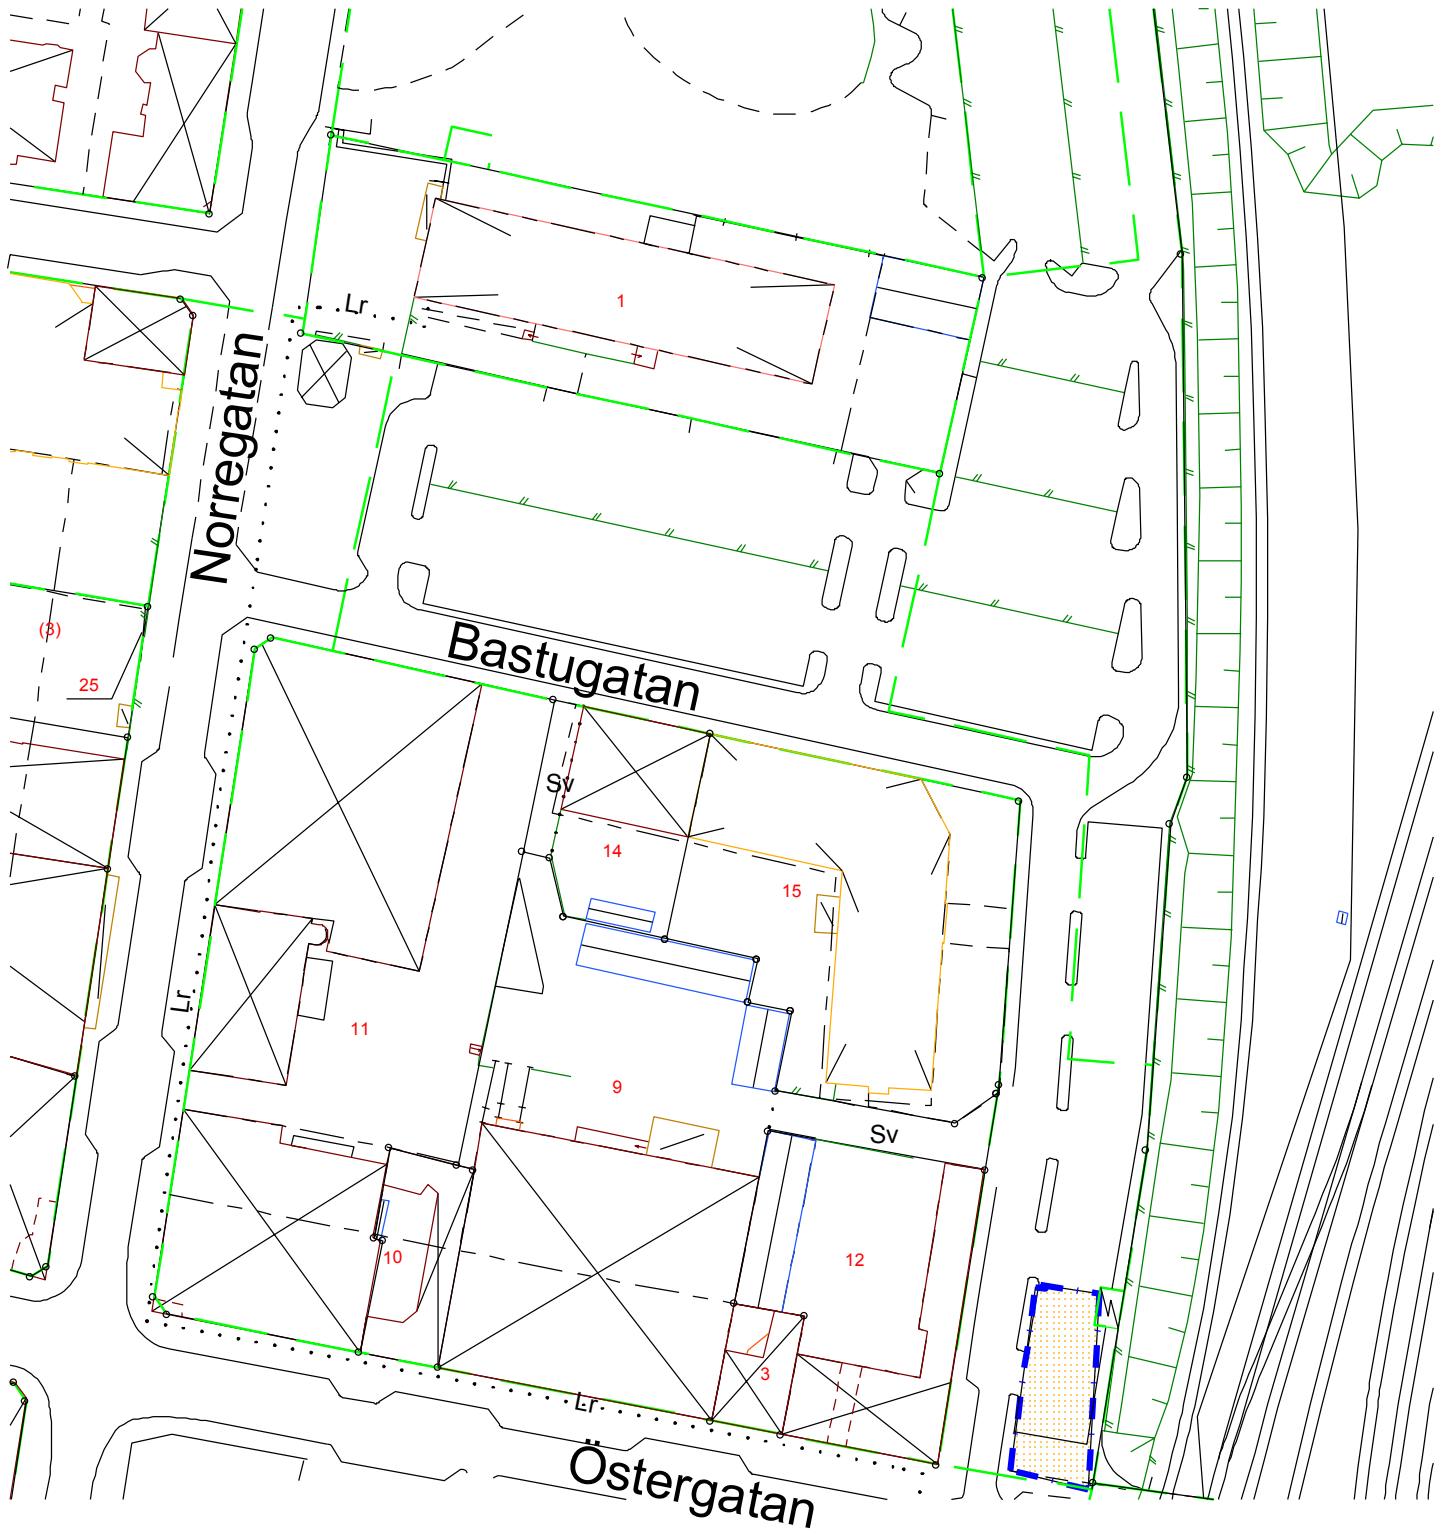 1
Lr
Norregatan
(3)
Bastugatan
25
Sv
14
15
Lr
11
9
Sv
10
12
3
Lr
Östergatan